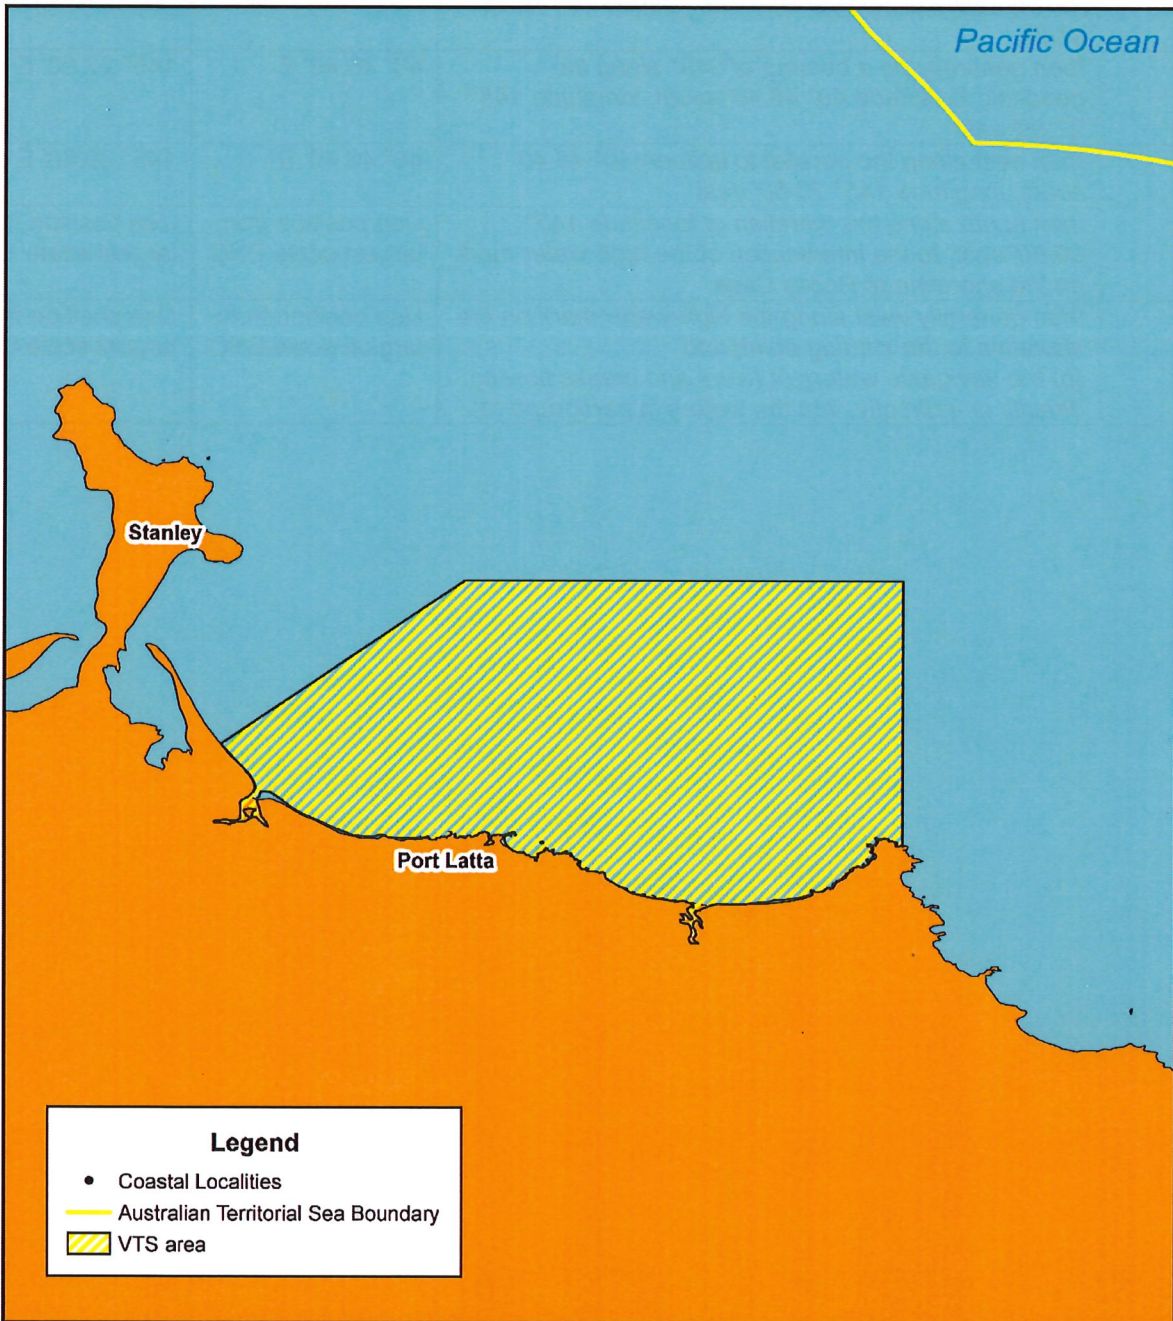 Pacific Ocean
Stanley
Port Latta
Legend
Coastal Localities
Australian Territorial Sea Boundary
VTS area